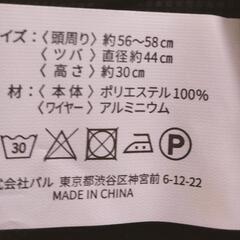 イズ：〈頭周り〉約56～58㎝
〈ツバ〉直径約44㎝
〈高さ〉約30㎝
材：〈本体〉ポリエステル100%
〈ワイヤー〉アルミニウム
30 P
式会社パル 東京都渋谷区神宮前 6-12-22
MADE IN CHINA